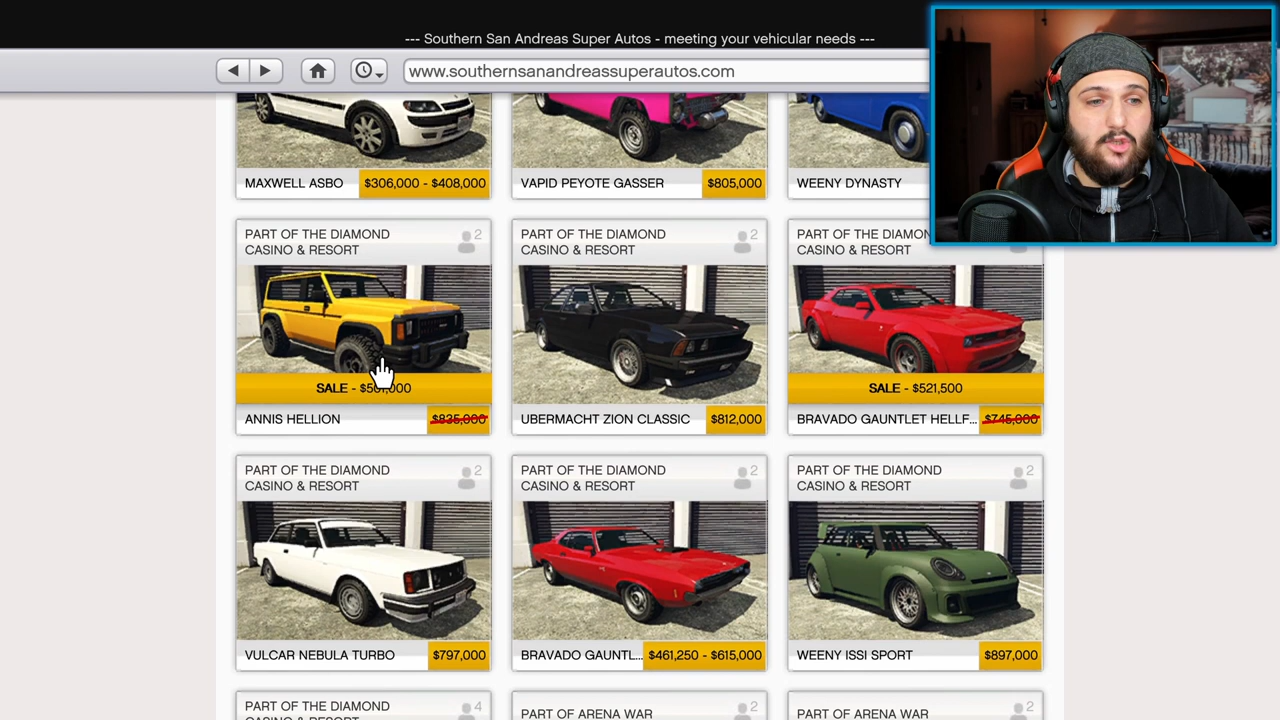 --- Southern San Andreas Super Autos - meeting your vehicular needs ---
www.southernsanandreassuperautos.com
MAXWELL ASBO $306,000 - $408,000
VAPID PEYOTE GASSER $805,000
WEENY DYNASTY
PART OF THE DIAMOND
CASINO & RESORT
2
SALE - $ ,000
ANNIS HELLION $835,000
PART OF THE DIAMOND
CASINO & RESORT
2
UBERMACHT ZION CLASSIC $812,000
PART OF THE DIAMOND
CASINO & RESORT
SALE - $521,500
BRAVADO GAUNTLET HELLF... $745,000
PART OF THE DIAMOND
CASINO & RESORT
2
VULCAR NEBULA TURBO $797,000
PART OF THE DIAMOND
CASINO & RESORT
2
BRAVADO GAUNTL... $461,250 - $615,000
PART OF THE DIAMOND
CASINO & RESORT
2
WEENY ISSI SPORT $897,000
PART OF THE DIAMOND
CASINO & RESORT
4
PART OF ARENA WAR
2
PART OF ARENA WAR
2